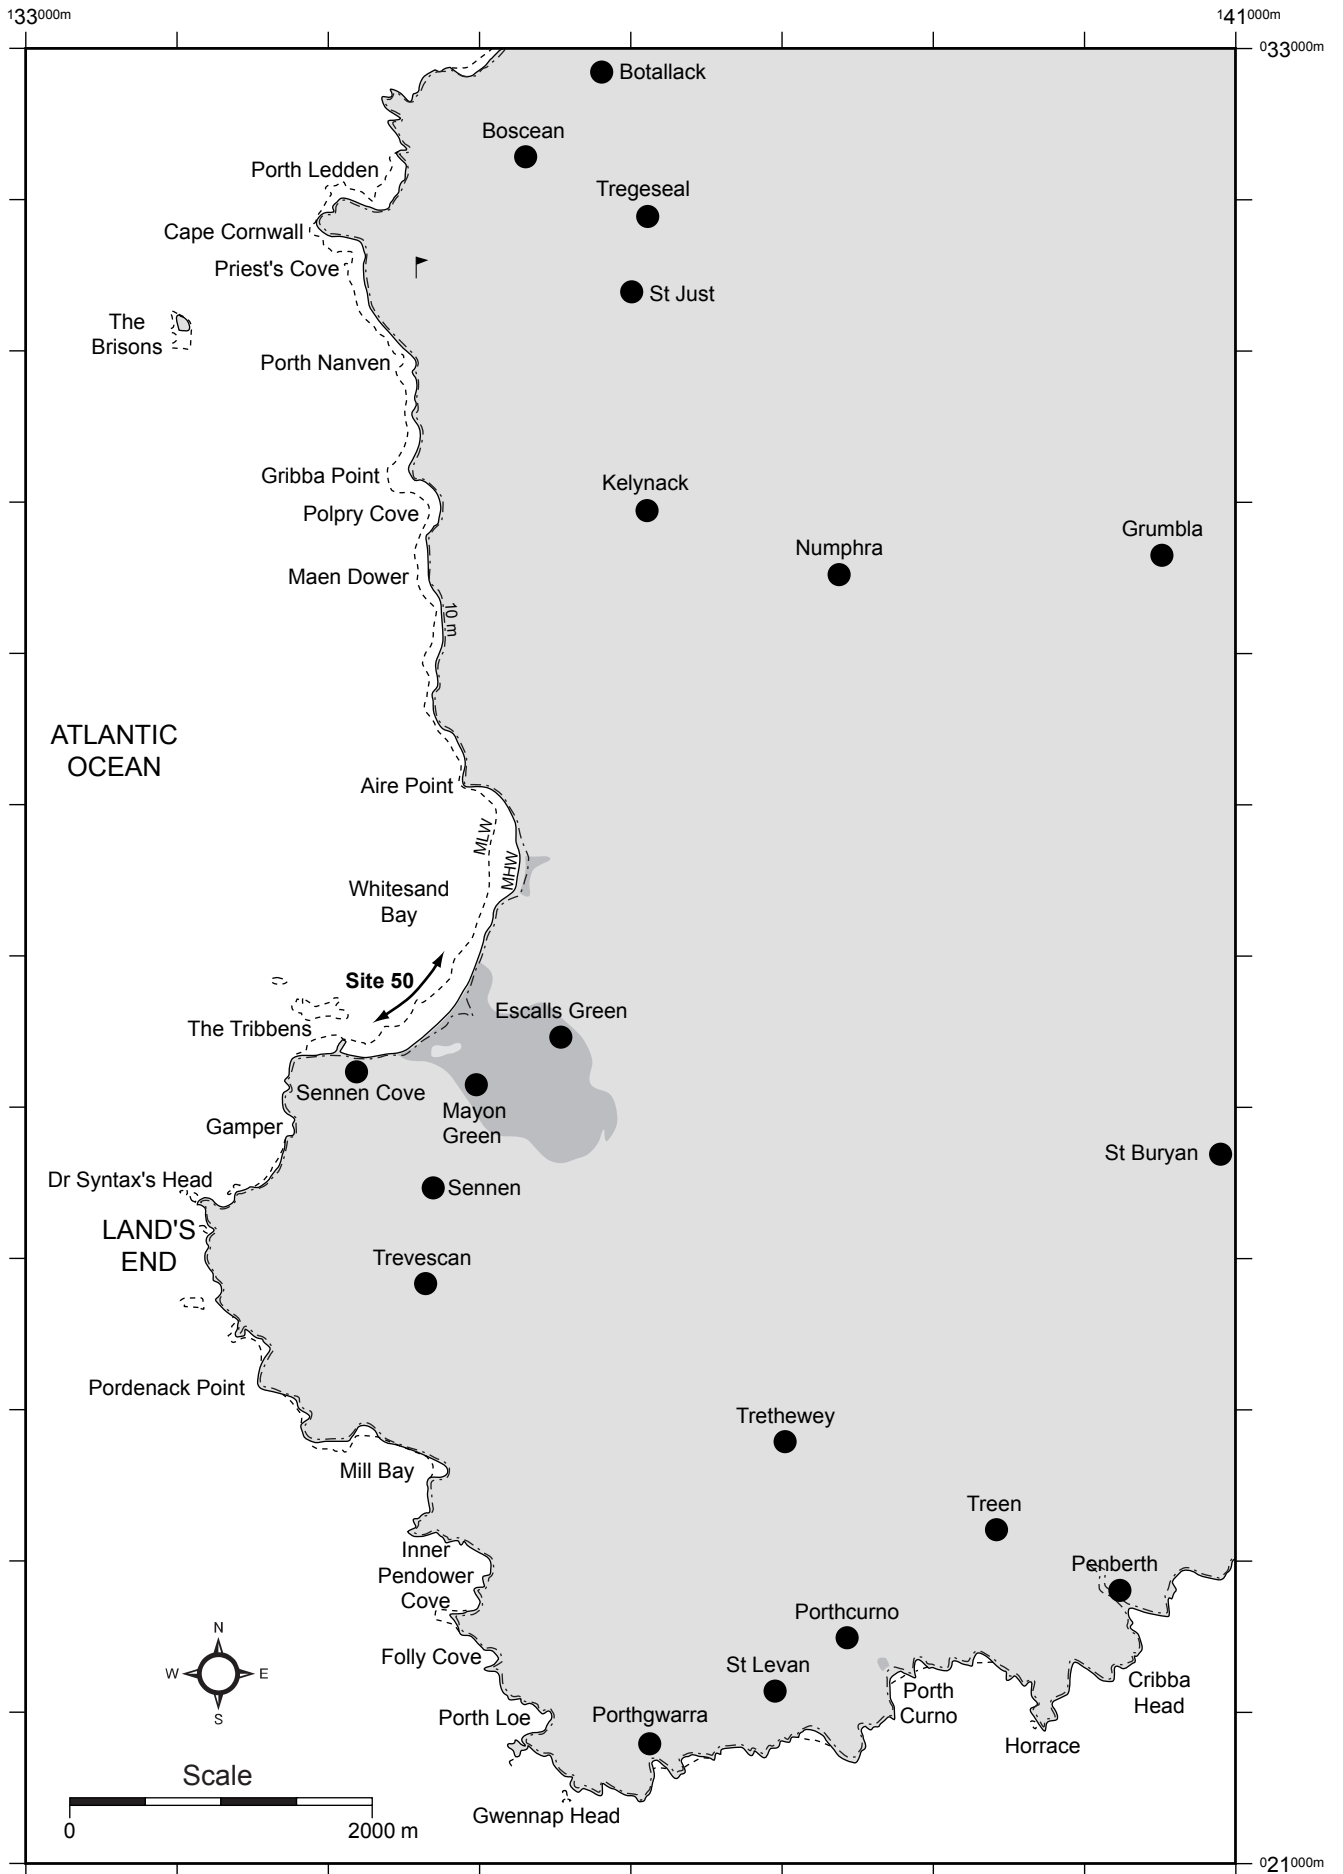 133000m
141000m
033000m
Botallack
Boscean
Porth Ledden
Tregeseal
Cape Cornwall
Priest's Cove
St Just
The
Brisons
Porth Nanven
Gribba Point
Kelynack
Polpry Cove
Grumbla
Numphra
Maen Dower
10 m
ATLANTIC
OCEAN
Aire Point
MLW
MHW
Whitesand
Bay
Site 50
Escalls Green
The Tribbens
Sennen Cove
Mayon
Green
Gamper
St Buryan
Dr Syntax's Head
Sennen
LAND'S
END
Trevescan
Pordenack Point
Trethewey
Mill Bay
Treen
Inner
Pendower
Cove
Penberth
Porthcurno
N
W
E
S
Folly Cove
St Levan
Cribba
Head
Porth
Curno
Porth Loe
Porthgwarra
Horrace
Scale
Gwennap Head
0
2000 m
021000m